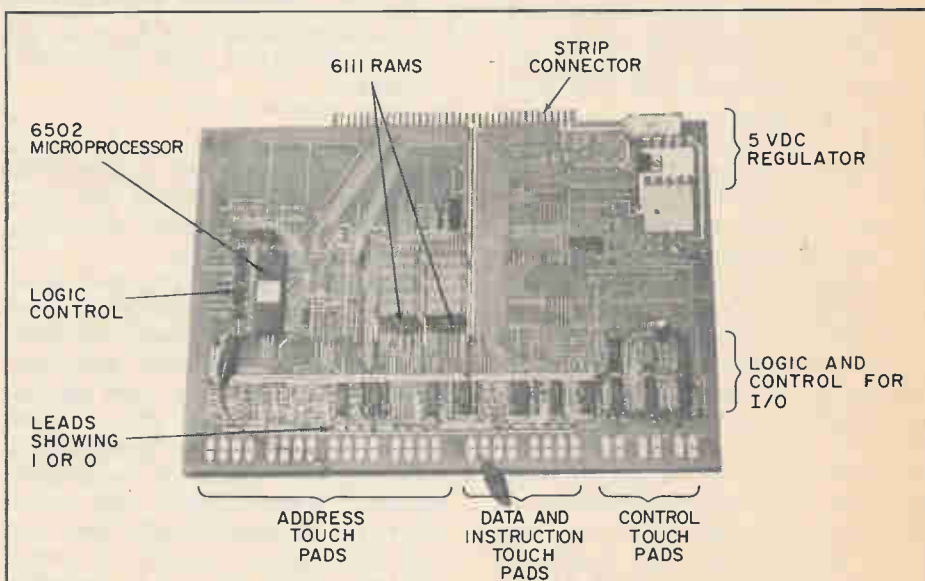 STRIP
CONNECTOR
6111 RAMS
6502
MICROPROCESSOR
5 VDC
REGULATOR
LOGIC
CONTROL
LOGIC AND
CONTROL FOR
I/O
LEADS
SHOWING
1 OR 0
ADDRESS
TOUCH
PADS
DATA AND
INSTRUCTION
TOUCH
PADS
CONTROL
TOUCH
PADS